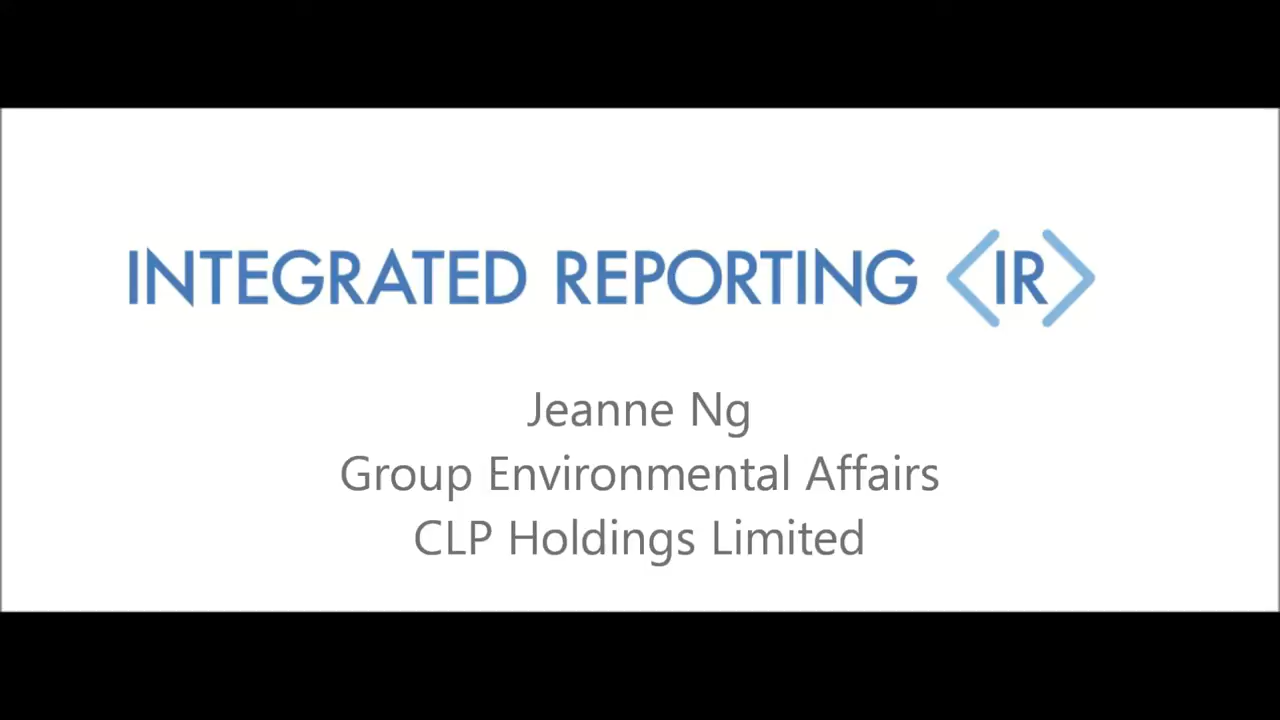 INTEGRATED REPORTING <IR>
Jeanne Ng
Group Environmental Affairs
CLP Holdings Limited